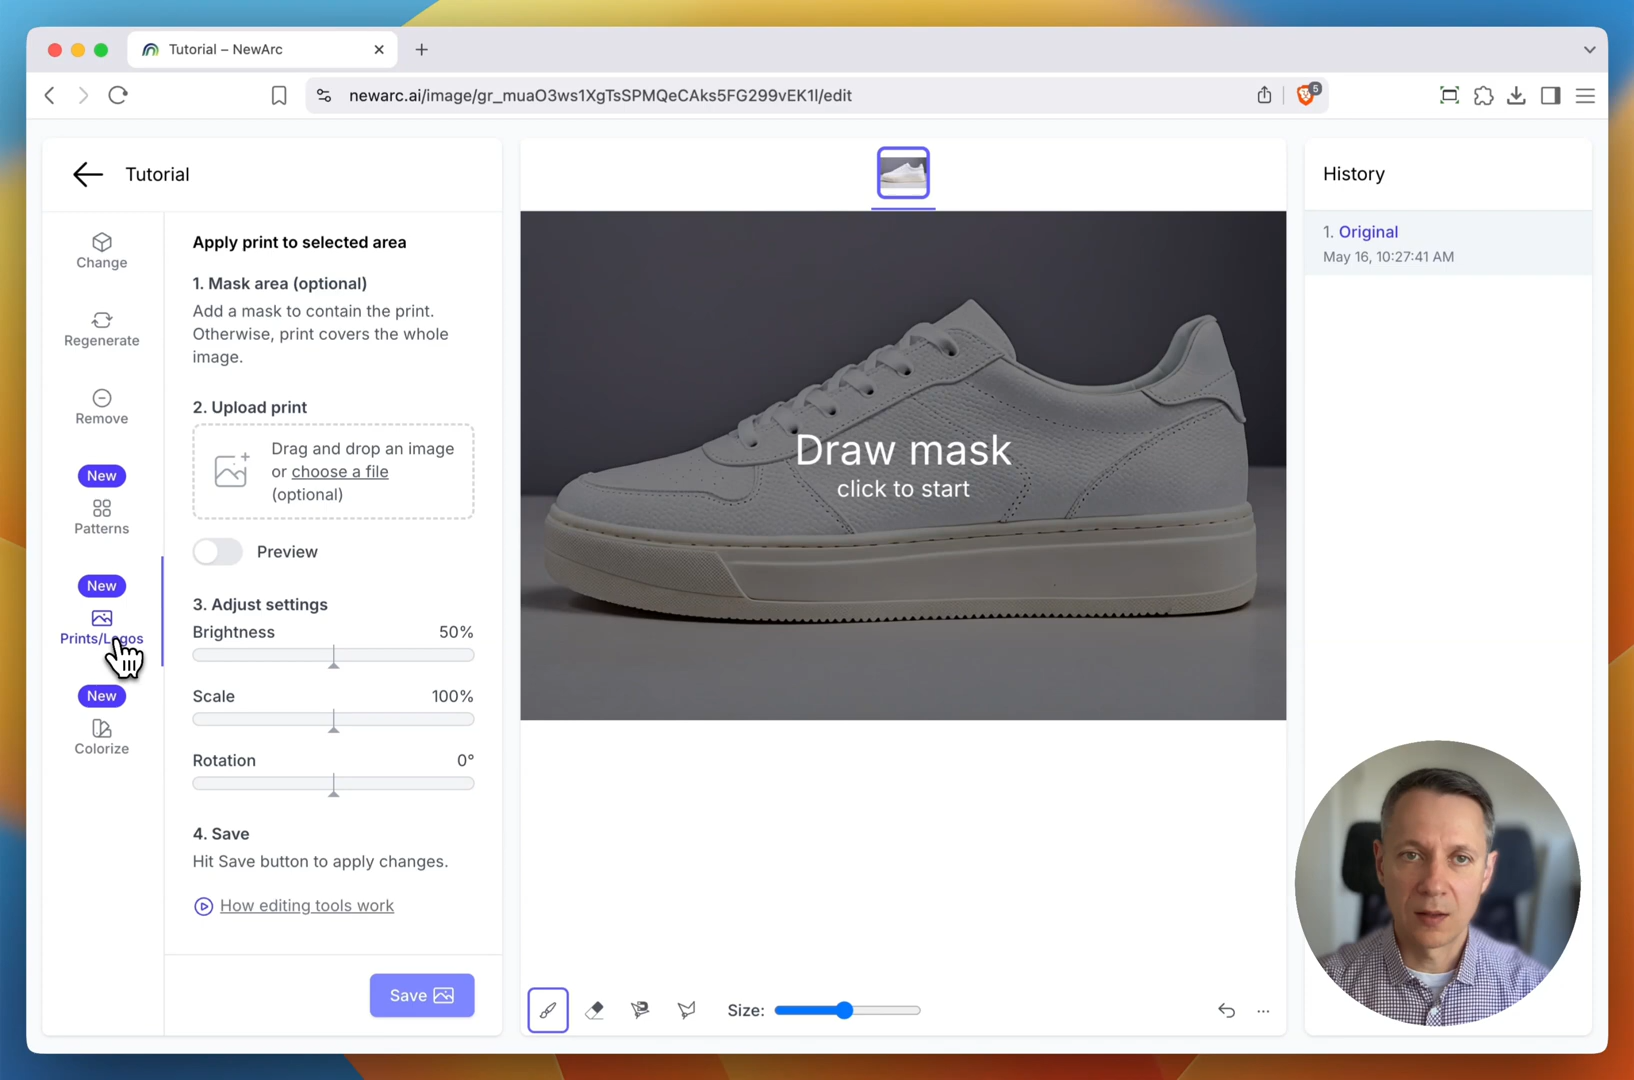 Tutorial – NewArc
newarc.ai/image/gr_muaO3ws1XgTsSPMQeCAks5FG299vEK1l/edit
5
Tutorial
Change
Regenerate
Remove
New
Patterns
New
Prints/Logos
New
Colorize
Apply print to selected area
1. Mask area (optional)
Add a mask to contain the print.
Otherwise, print covers the whole
image.
2. Upload print
Drag and drop an image
or choose a file
(optional)
Preview
3. Adjust settings
Brightness 50%
Scale 100%
Rotation 0°
4. Save
Hit Save button to apply changes.
How editing tools work
Save
Draw mask
click to start
Size:
History
1. Original
May 16, 10:27:41 AM